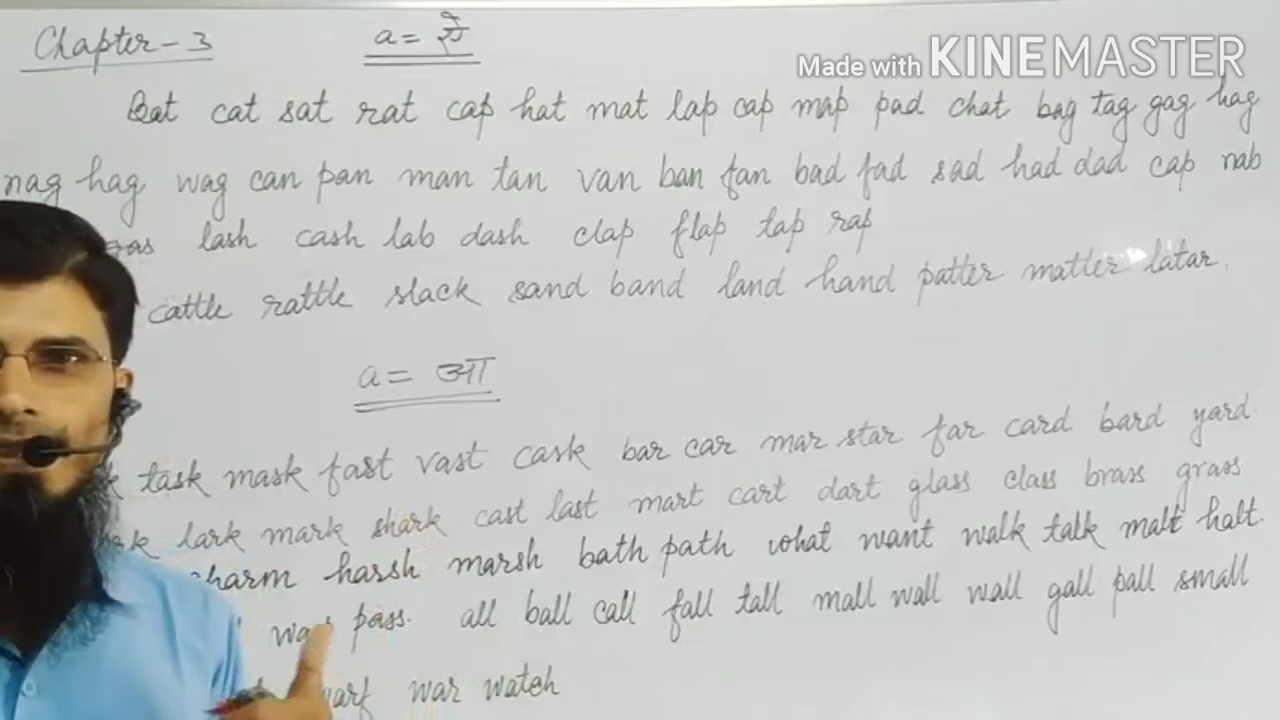 Chapter - 3
a = ऐ
Made with KINEMASTER
Bat cat sat rat cap hat mat lap cap map pad chat bag tag gag hag
nag hag wag can pan man tan van ban fan bad fad sad had dad cap nab
lash cash lab dash clap flap tap rap
cattle rattle slack sand band land hand patter matter latar.
a = आ
task mask fast vast cask bar car mar star far card bard yard
lark mark shark cast last mart cart dart glass class brass grass
charm harsh marsh bath path what want walk talk malt halt.
pass. all ball call fall tall mall wall wall gall pall small
war watch